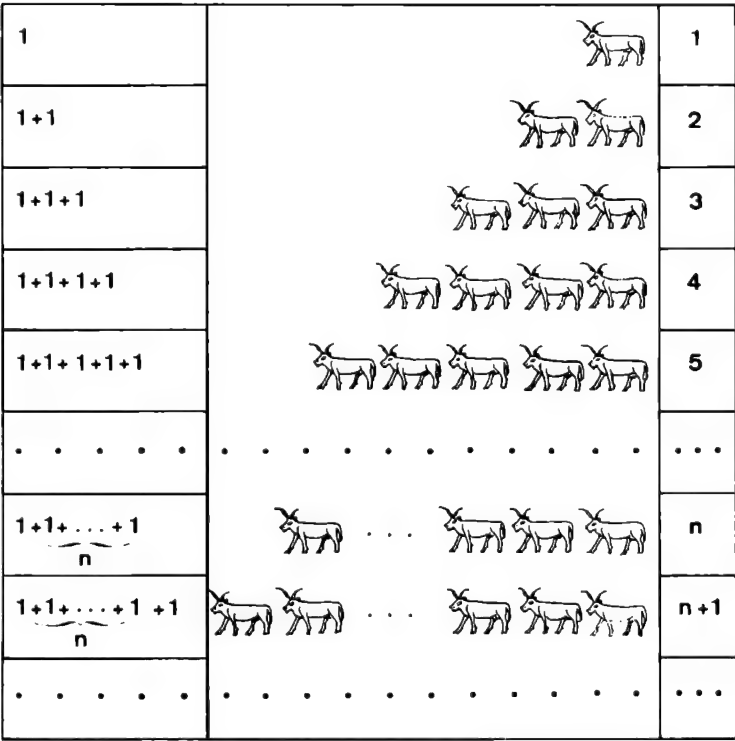 1 1
1+1 2
1+1+1 3
1+1+1+1 4
1+1+1+1+1 5
. . . . . . . . . . . . . . . . . . .
1+1+ ... +1 ... n
n
1+1+ ... +1 +1 ... n+1
n
. . . . . . . . . . . . . . . . . . .